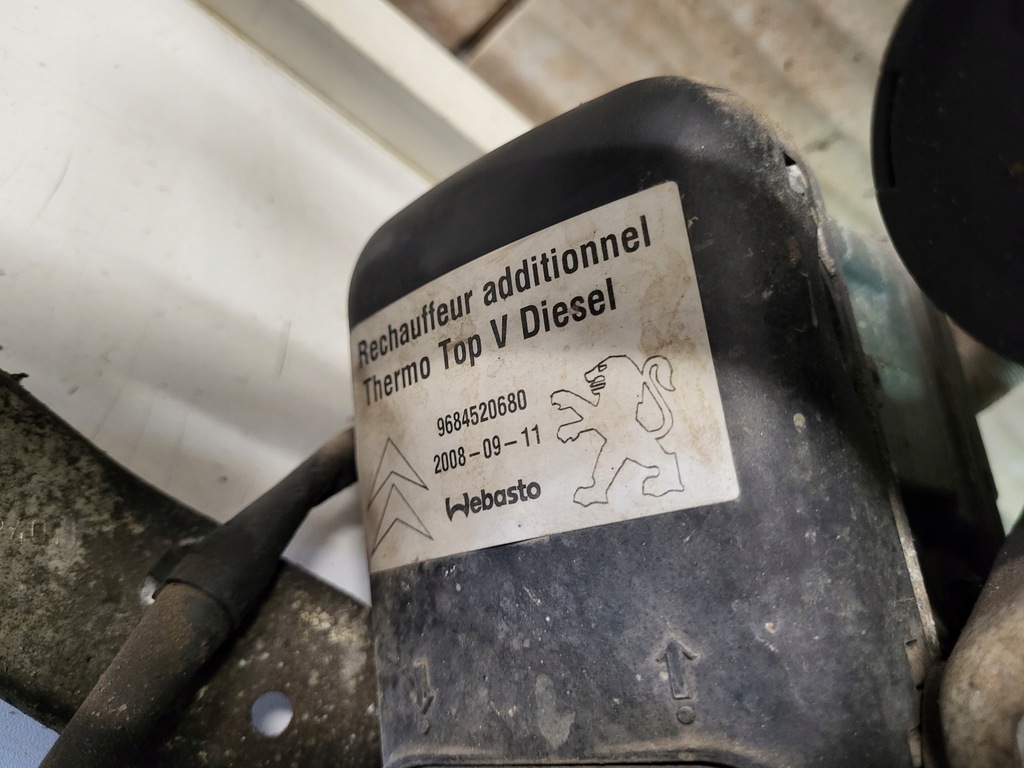 Rechauffeur additionnel
Thermo Top V Diesel
9684520680
2008-09-11
Webasto